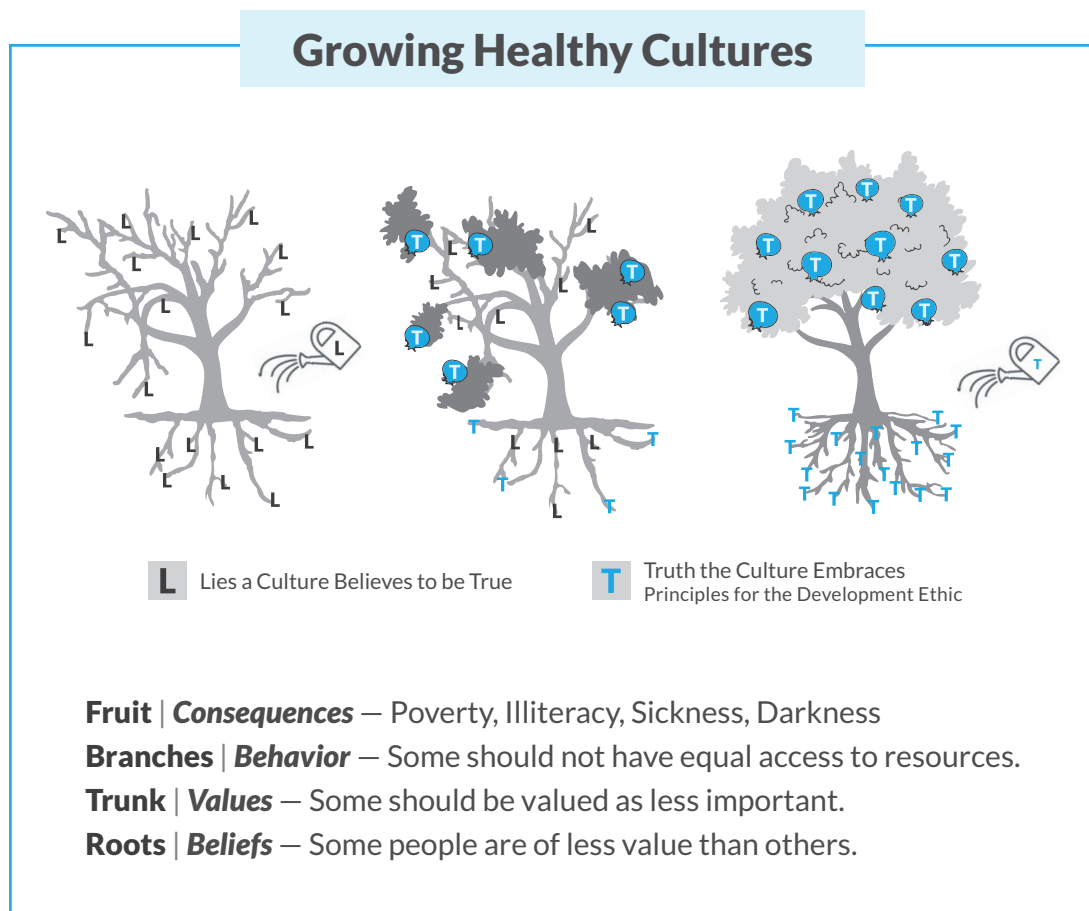 Growing Healthy Cultures
L L L L L L L L L L L L L L L L L L L
L L L L L L L L L L T T T T T T T T T T
T T T T T T T T T T T T T T T T T T T T T T T T T T T
L Lies a Culture Believes to be True
T Truth the Culture Embraces
Principles for the Development Ethic
Fruit | Consequences — Poverty, Illiteracy, Sickness, Darkness
Branches | Behavior — Some should not have equal access to resources.
Trunk | Values — Some should be valued as less important.
Roots | Beliefs — Some people are of less value than others.